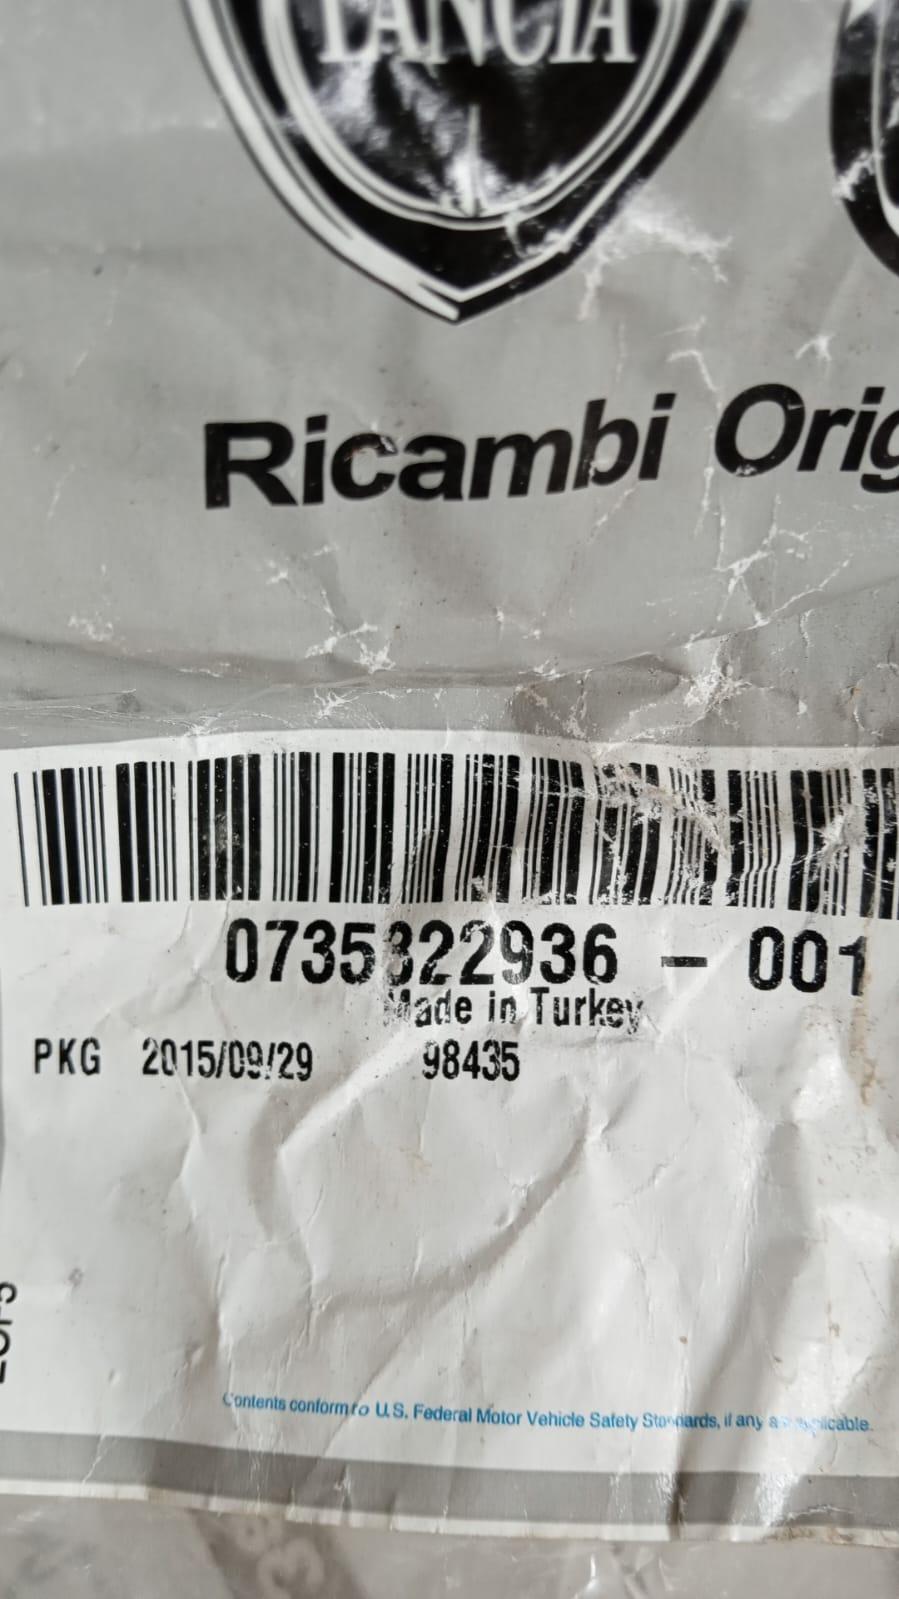 LANCIA
Ricambi Orig
0735322936 - 001
Made in Turkey
PKG 2015/09/29 98435
Contents conform to U.S. Federal Motor Vehicle Safety Standards, if any are applicable.